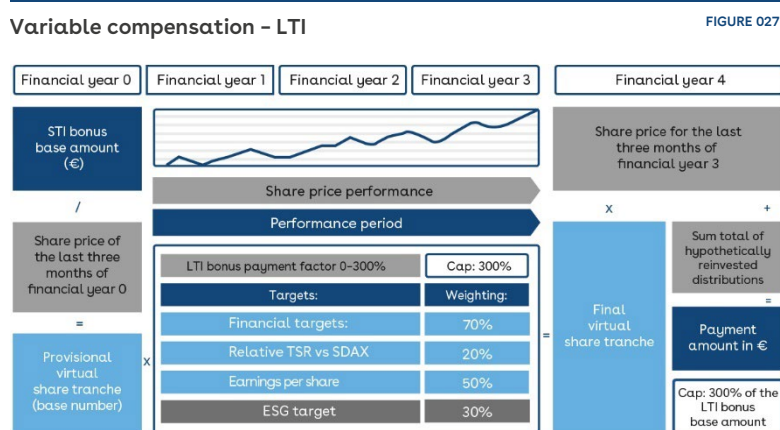 Variable compensation – LTI
FIGURE 027
Financial year 0
Financial year 1
Financial year 2
Financial year 3
Financial year 4
STI bonus
base amount
(€)
/
Share price of
the last three
months of
financial year 0
=
Provisional
virtual
share tranche
(base number)
x
Share price performance
Performance period
LTI bonus payment factor 0–300%
Cap: 300%
Targets:
Weighting:
Financial targets:
70%
Relative TSR vs SDAX
20%
Earnings per share
50%
ESG target
30%
=
Share price for the last
three months of
financial year 3
x
+
Final
virtual
share tranche
Sum total of
hypothetically
reinvested
distributions
=
Payment
amount in €
Cap: 300% of the
LTI bonus
base amount